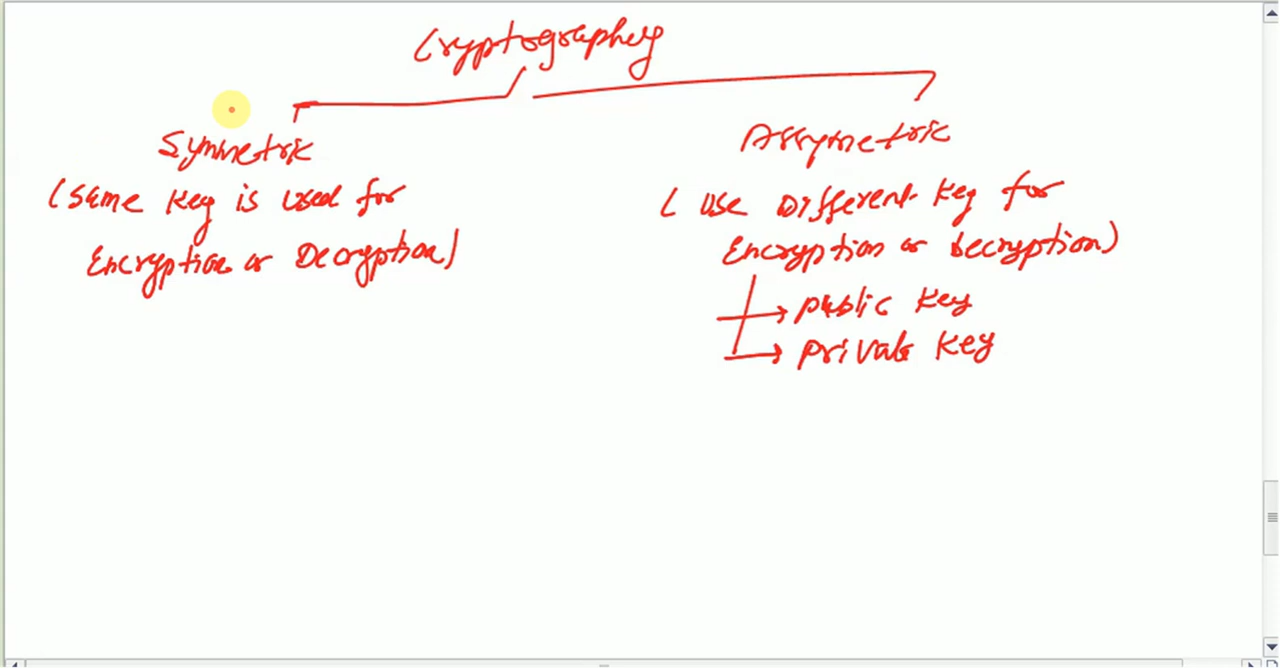 Cryptography
Symmetric
(Same Key is used for
Encryption or Decryption)
Assymetric
( use Different Key for
Encryption or Decryption)
public Key
private Key